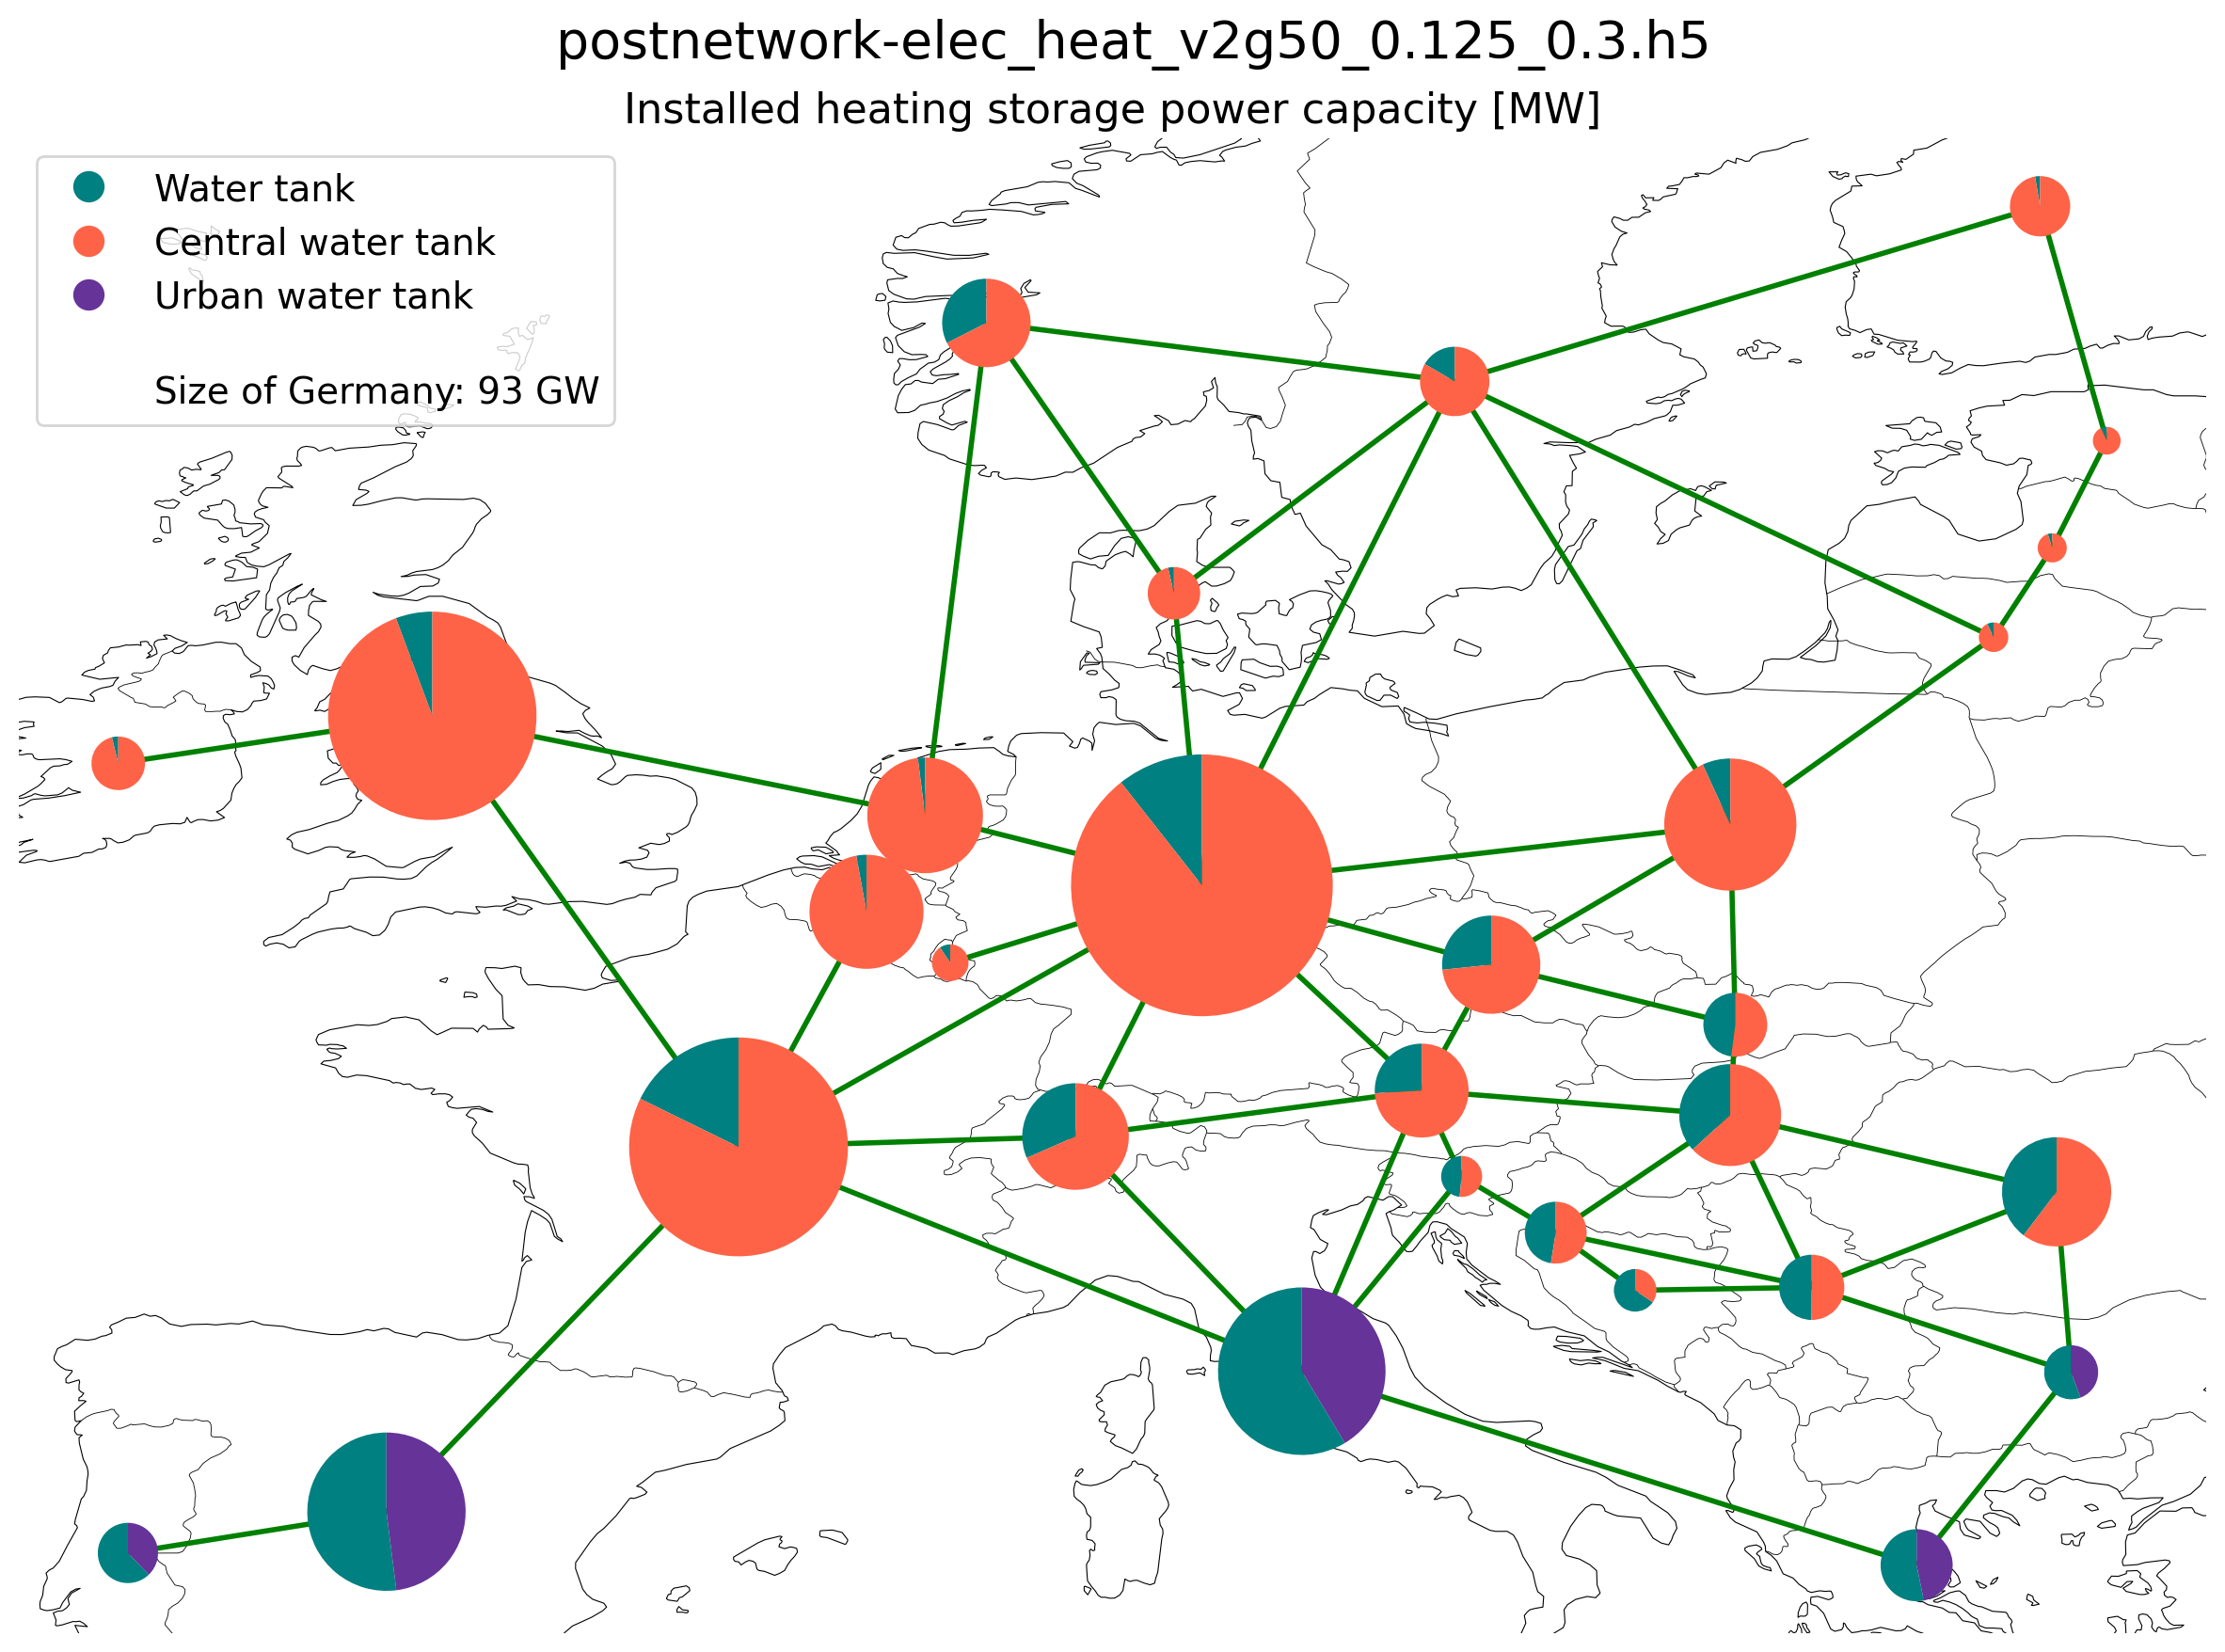 postnetwork-elec_heat_v2g50_0.125_0.3.h5
Installed heating storage power capacity [MW]
Water tank
Central water tank
Urban water tank
Size of Germany: 93 GW